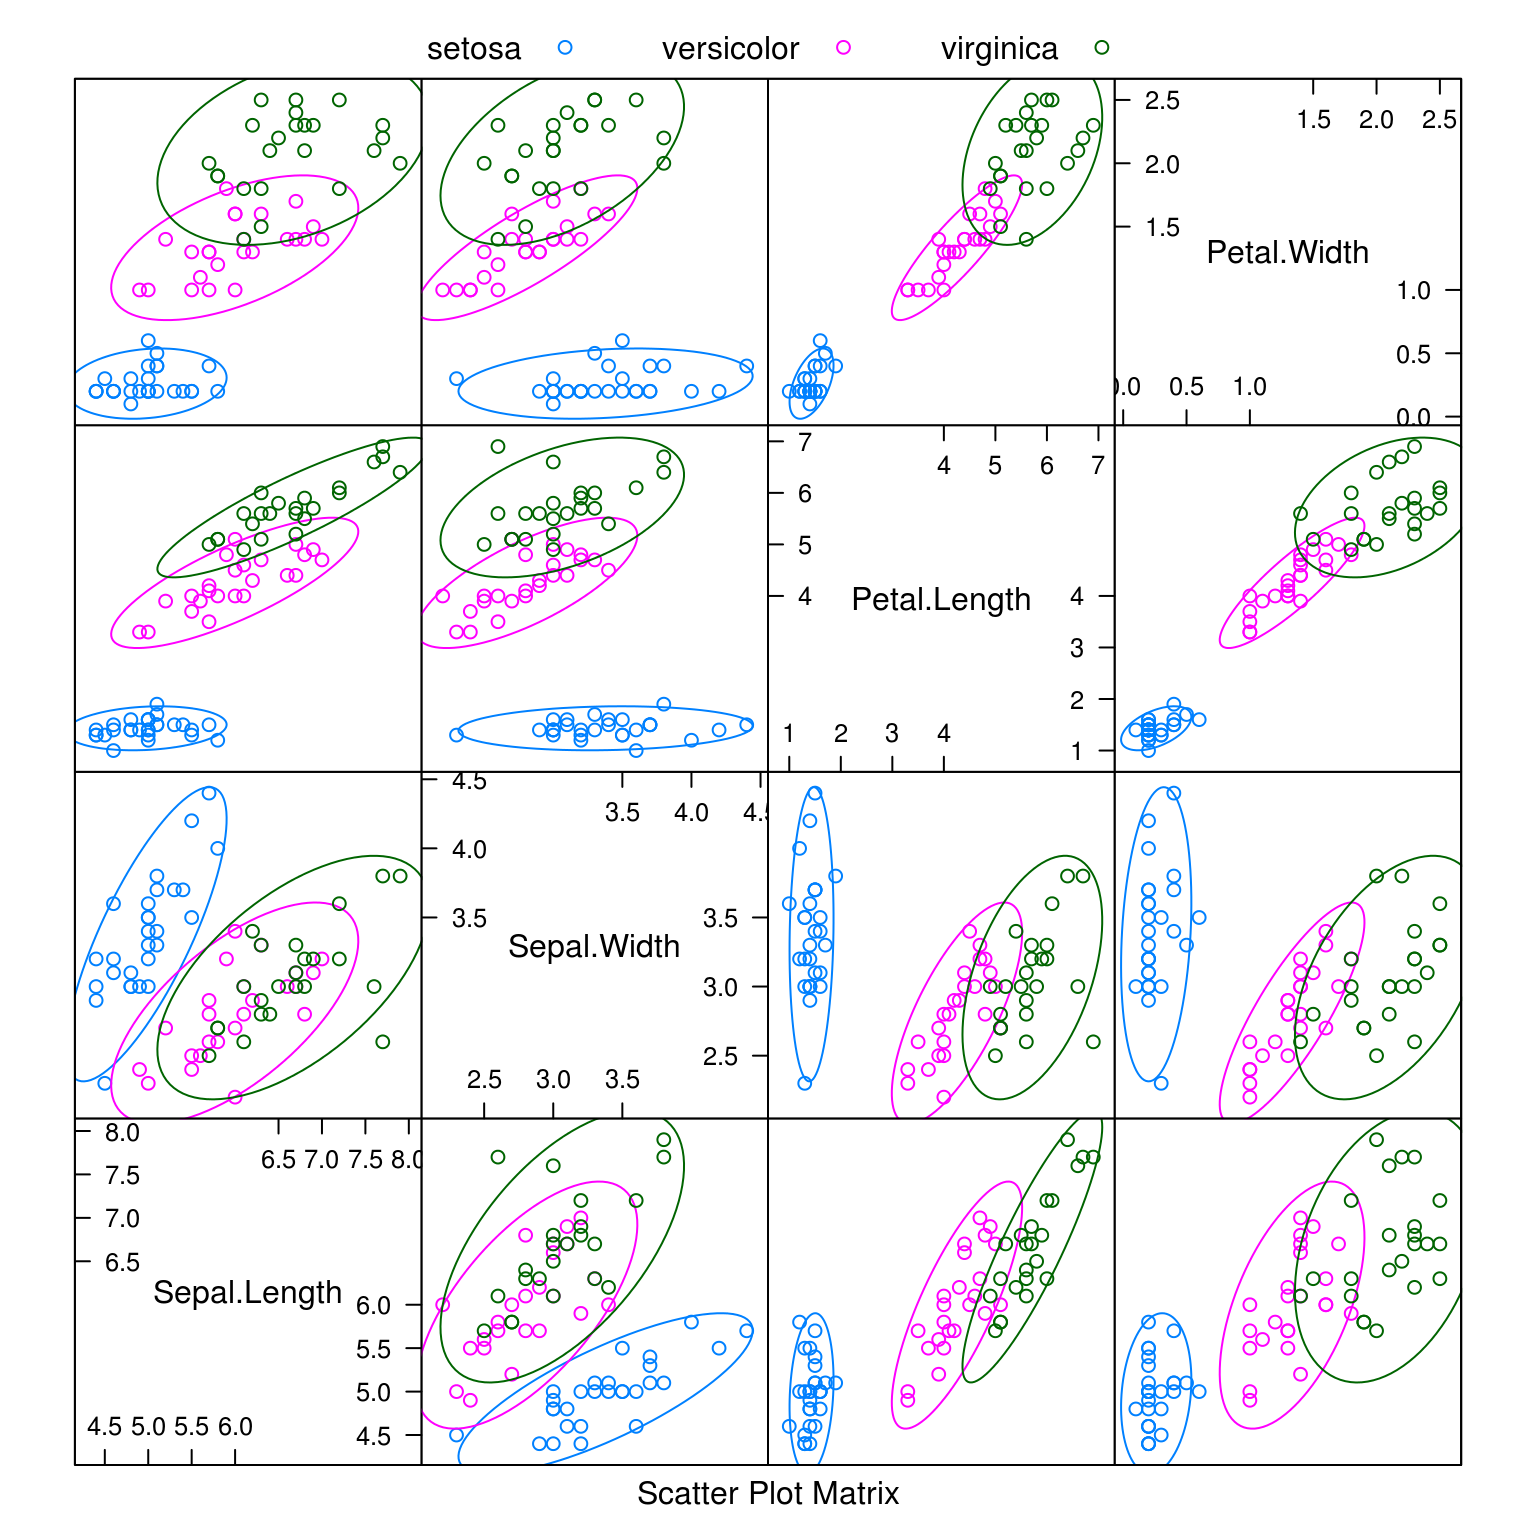 setosa versicolor virginica
2.5 1.5 2.0 2.5
2.0
1.5
Petal.Width
1.0
0.5
0.5 1.0
0.0
7 4 5 6 7
6
5
4 Petal.Length 4
3
2
1 2 3 4
1
4.5 3.5 4.0
4.0
3.5 3.5
Sepal.Width
3.0
2.5
2.5 3.0 3.5
8.0 6.5 7.0 7.5 8.0
7.5
7.0
6.5
Sepal.Length 6.0
5.5
5.0
4.5 5.0 5.5 6.0 4.5
Scatter Plot Matrix